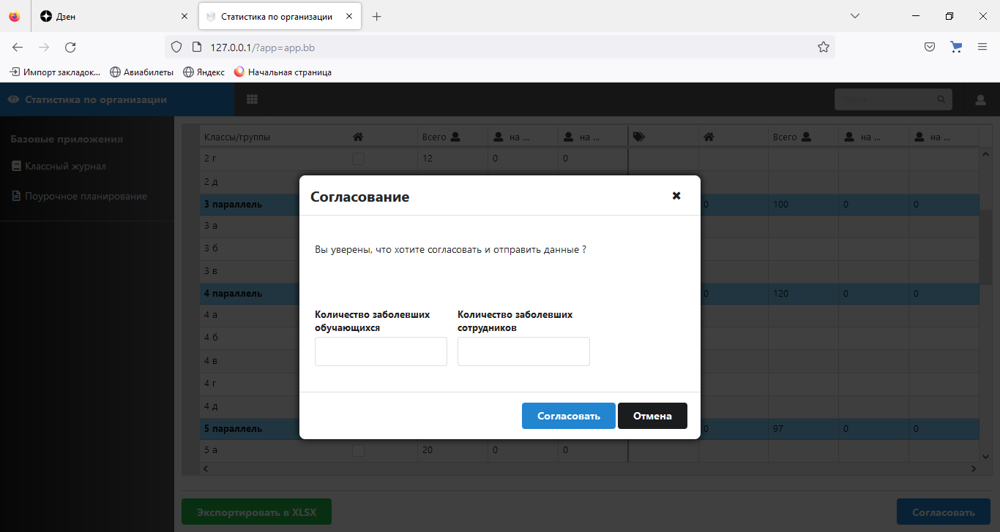 Дзен
Статистика по организации
127.0.0.1/?app=app.bb
Импорт закладок...
Авиабилеты
Яндекс
Начальная страница
Статистика по организации
Базовые приложения
Классный журнал
Поурочное планирование
Классы/группы Всего на ... на ... Всего на ... на ...
2 г 12 0 0
2 д
3 параллель 0 100 0 0
3 а
3 б
3 в
4 параллель 0 120 0 0
4 а
4 б
4 в
4 г
4 д
5 параллель 0 97 0 0
5 а 20 0 0
Согласование
Вы уверены, что хотите согласовать и отправить данные ?
Количество заболевших
обучающихся
Количество заболевших
сотрудников
Согласовать
Отмена
Экспортировать в XLSX
Согласовать